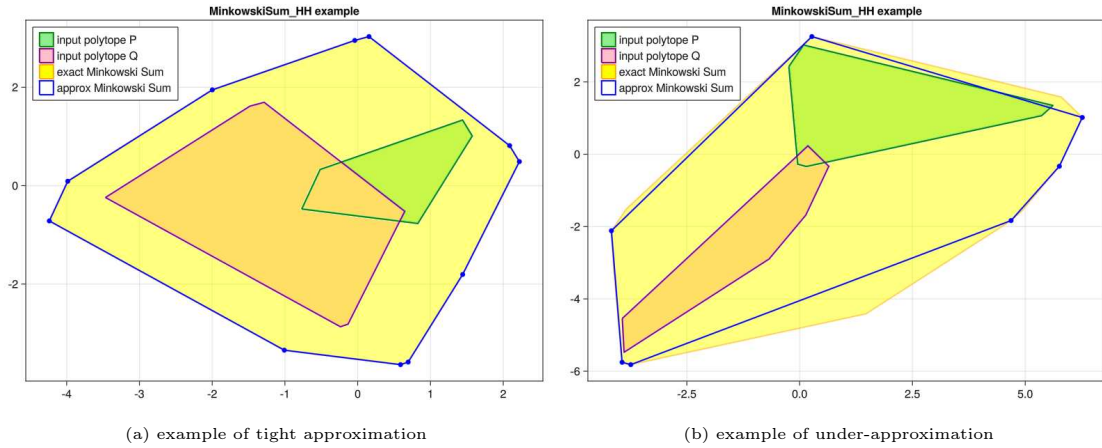 MinkowskiSum_HH example
input polytope P
input polytope Q
exact Minkowski Sum
approx Minkowski Sum
2
0
-2
-4
-3
-2
-1
0
1
2
(a) example of tight approximation
MinkowskiSum_HH example
input polytope P
input polytope Q
exact Minkowski Sum
approx Minkowski Sum
2
0
-2
-4
-6
-2.5
0.0
2.5
5.0
(b) example of under-approximation